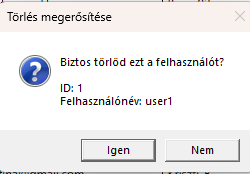 Törlés megerősítése
Biztos törlöd ezt a felhasználót?
ID: 1
Felhasználónév: user1
Igen
Nem